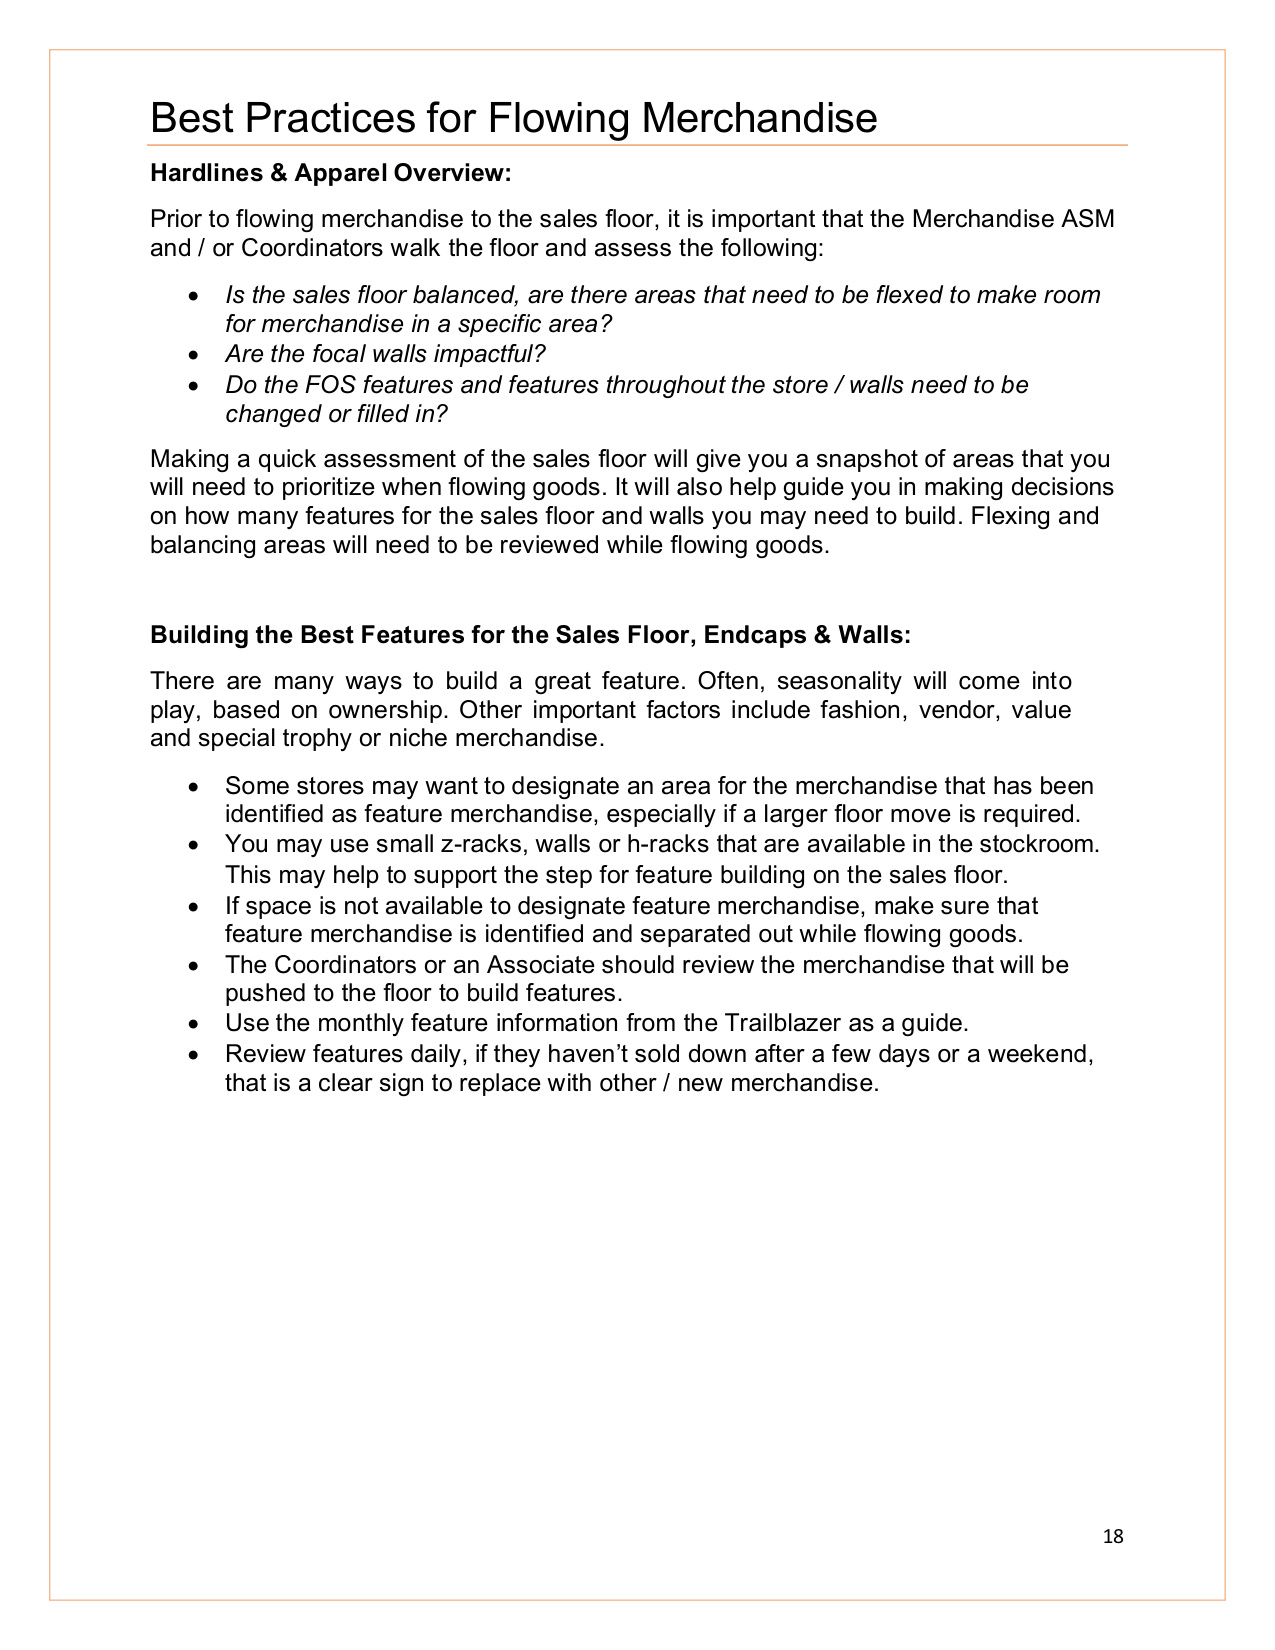 Best Practices for Flowing Merchandise
Hardlines & Apparel Overview:
Prior to flowing merchandise to the sales floor, it is important that the Merchandise ASM
and / or Coordinators walk the floor and assess the following:
• Is the sales floor balanced, are there areas that need to be flexed to make room
for merchandise in a specific area?
• Are the focal walls impactful?
• Do the FOS features and features throughout the store / walls need to be
changed or filled in?
Making a quick assessment of the sales floor will give you a snapshot of areas that you
will need to prioritize when flowing goods. It will also help guide you in making decisions
on how many features for the sales floor and walls you may need to build. Flexing and
balancing areas will need to be reviewed while flowing goods.
Building the Best Features for the Sales Floor, Endcaps & Walls:
There are many ways to build a great feature. Often, seasonality will come into
play, based on ownership. Other important factors include fashion, vendor, value
and special trophy or niche merchandise.
• Some stores may want to designate an area for the merchandise that has been
identified as feature merchandise, especially if a larger floor move is required.
• You may use small z-racks, walls or h-racks that are available in the stockroom.
This may help to support the step for feature building on the sales floor.
• If space is not available to designate feature merchandise, make sure that
feature merchandise is identified and separated out while flowing goods.
• The Coordinators or an Associate should review the merchandise that will be
pushed to the floor to build features.
• Use the monthly feature information from the Trailblazer as a guide.
• Review features daily, if they haven’t sold down after a few days or a weekend,
that is a clear sign to replace with other / new merchandise.
18